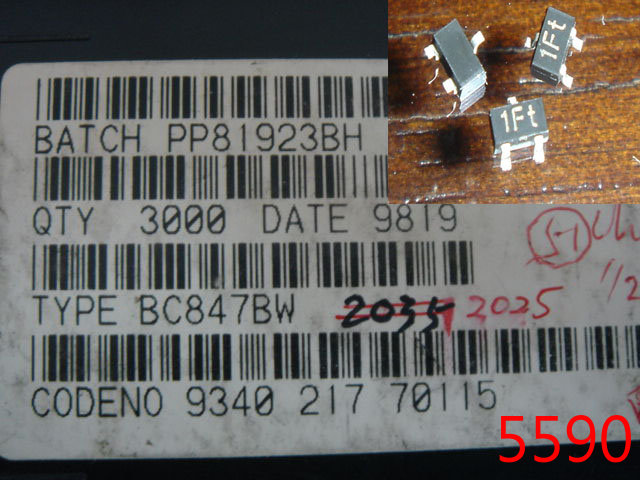 1Ft
1Ft
BATCH PP81923BH
QTY 3000 DATE 9819
TYPE BC847BW 2035 2025
CODENO 9340 217 70115
5590